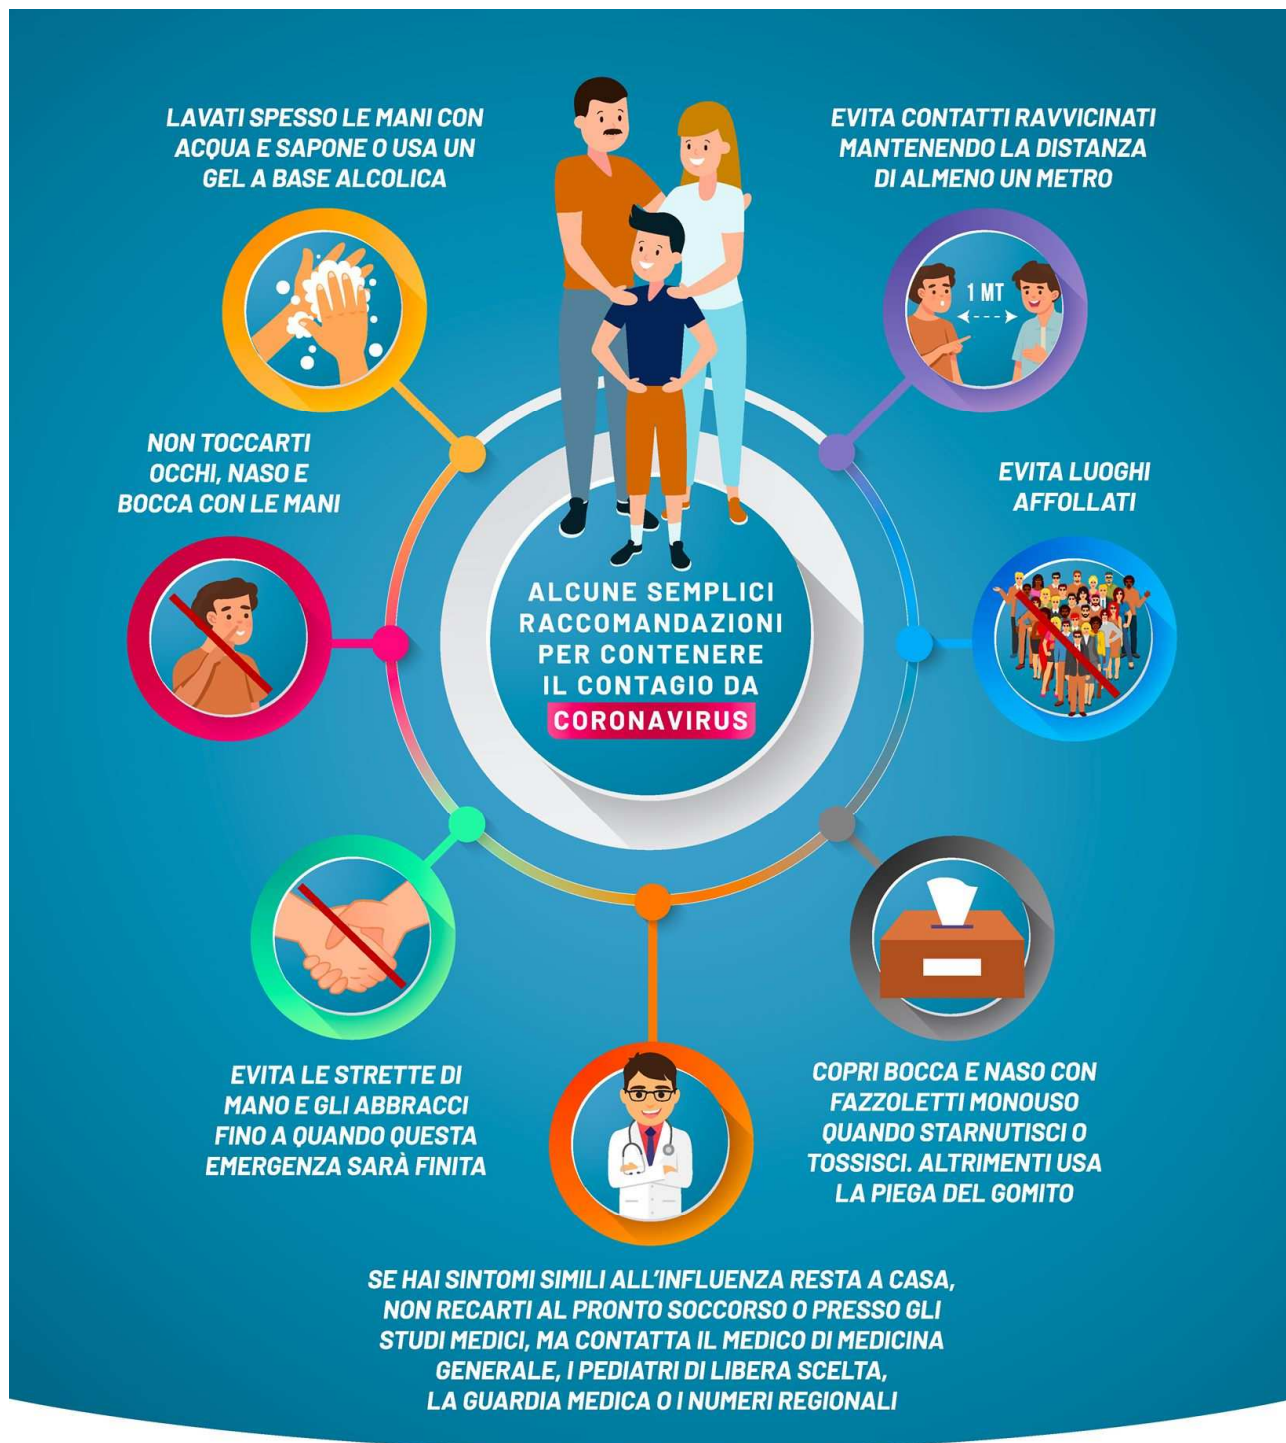 LAVATI SPESSO LE MANI CON
ACQUA E SAPONE O USA UN
GEL A BASE ALCOLICA
EVITA CONTATTI RAVVICINATI
MANTENENDO LA DISTANZA
DI ALMENO UN METRO
1 MT
NON TOCCARTI
OCCHI, NASO E
BOCCA CON LE MANI
EVITA LUOGHI
AFFOLLATI
ALCUNE SEMPLICI
RACCOMANDAZIONI
PER CONTENERE
IL CONTAGIO DA
CORONAVIRUS
EVITA LE STRETTE DI
MANO E GLI ABBRACCI
FINO A QUANDO QUESTA
EMERGENZA SARÀ FINITA
COPRI BOCCA E NASO CON
FAZZOLETTI MONOUSO
QUANDO STARNUTISCI O
TOSSISCI. ALTRIMENTI USA
LA PIEGA DEL GOMITO
SE HAI SINTOMI SIMILI ALL'INFLUENZA RESTA A CASA,
NON RECARTI AL PRONTO SOCCORSO O PRESSO GLI
STUDI MEDICI, MA CONTATTA IL MEDICO DI MEDICINA
GENERALE, I PEDIATRI DI LIBERA SCELTA,
LA GUARDIA MEDICA O I NUMERI REGIONALI